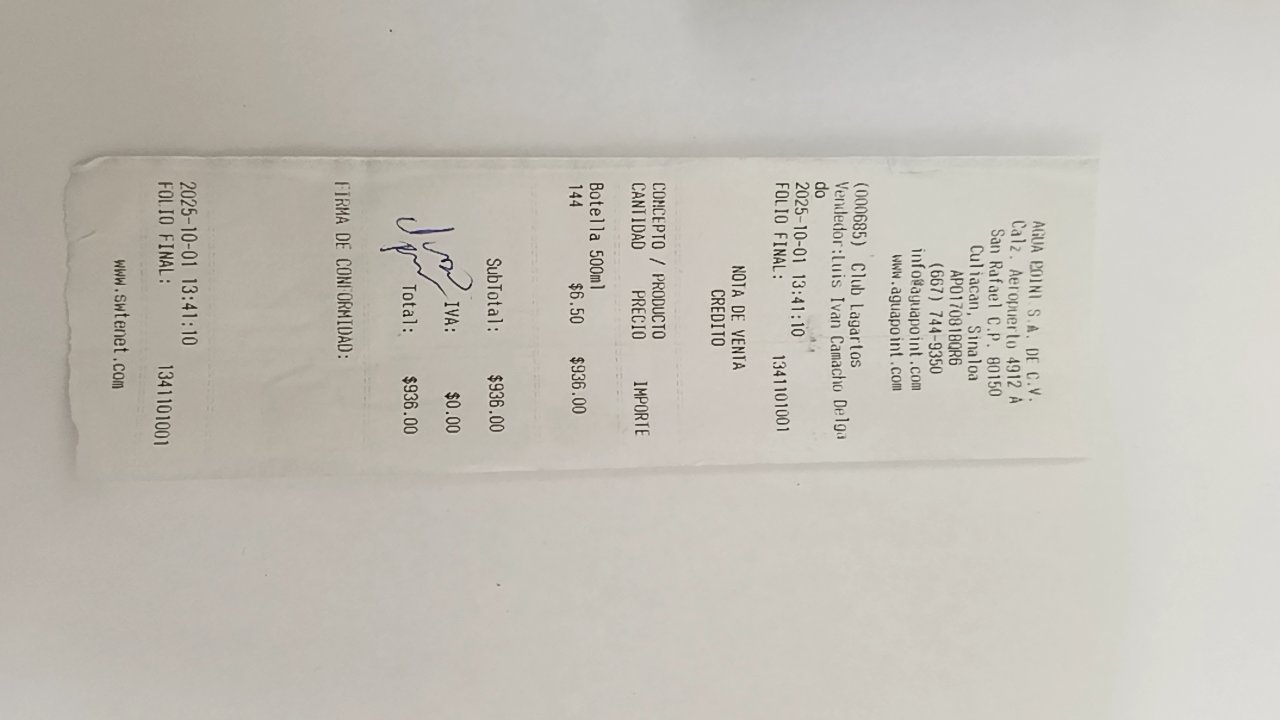 AGUA POINT S.A. DE C.V.
Calz. Aeropuerto 4912 A
San Rafael C.P. 80150
Culiacan, Sinaloa
APO170818QR6
(667) 744-9350
info@aguapoint.com
www.aguapoint.com
(000685) Club Lagartos
Vendedor:Luis Ivan Camacho Delga
do
2025-10-01 13:41:10
FOLIO FINAL: 1341101001
NOTA DE VENTA
CREDITO
CONCEPTO / PRODUCTO
CANTIDAD PRECIO IMPORTE
Botella 500ml
144 $6.50 $936.00
SubTotal: $936.00
IVA: $0.00
Total: $936.00
FIRMA DE CONFORMIDAD:
2025-10-01 13:41:10
FOLIO FINAL: 1341101001
www.swtenet.com